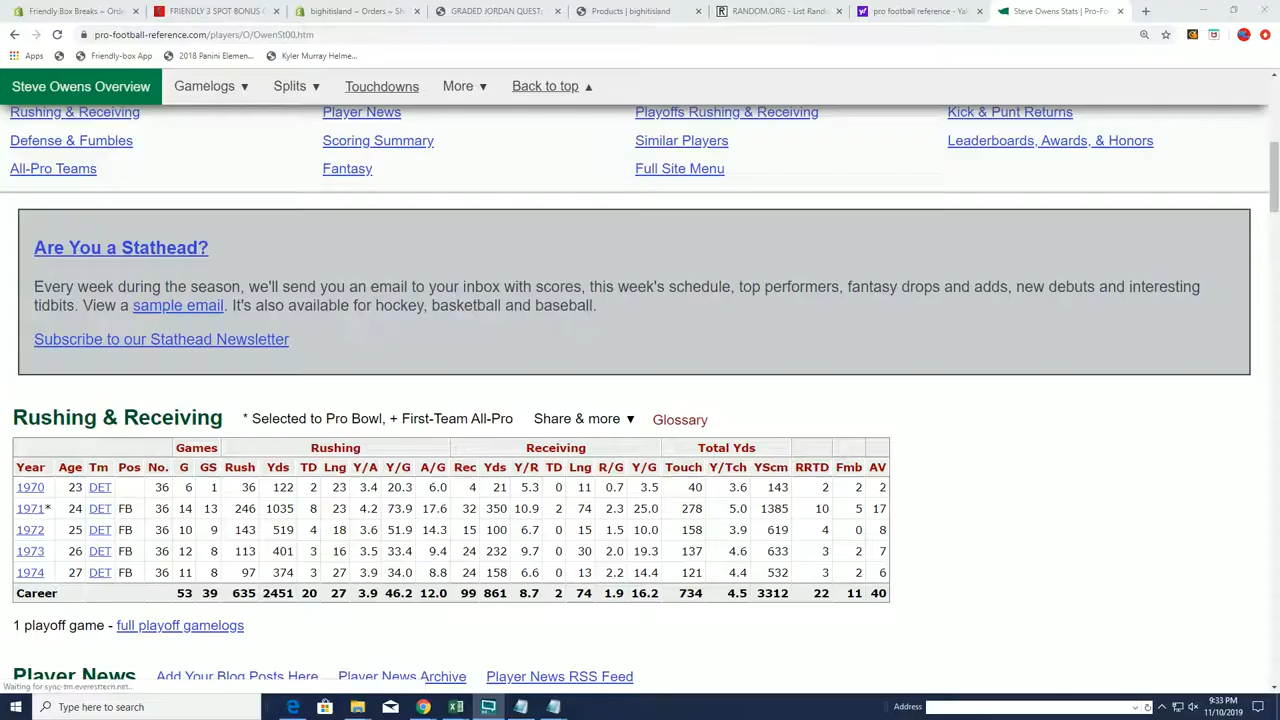 Friendly Box Breaks ~ Order
FRIENDLY 3 SPOT BONUS (
bighitisland ~ Orders ~ Sh
GRADED JORDAN QUEST:
Products | bighitisland
RANDOM.ORG - List Rando
pro football reference - Yah
Steve Owens Stats | Pro-Fo
pro-football-reference.com/players/O/OwenSt00.htm
Apps
Friendly-box App
2018 Panini Elemen...
Kyler Murray Helme...
Steve Owens Overview Gamelogs ▼ Splits ▼ Touchdowns More ▼ Back to top ▲
Rushing & Receiving Player News Playoffs Rushing & Receiving Kick & Punt Returns
Defense & Fumbles Scoring Summary Similar Players Leaderboards, Awards, & Honors
All-Pro Teams Fantasy Full Site Menu
Are You a Stathead?
Every week during the season, we'll send you an email to your inbox with scores, this week's schedule, top performers, fantasy drops and adds, new debuts and interesting
tidbits. View a sample email. It's also available for hockey, basketball and baseball.
Subscribe to our Stathead Newsletter
Rushing & Receiving * Selected to Pro Bowl, + First-Team All-Pro Share & more ▼ Glossary
Games Rushing Receiving Total Yds
Year Age Tm Pos No. G GS Rush Yds TD Lng Y/A Y/G A/G Rec Yds Y/R TD Lng R/G Y/G Touch Y/Tch YScm RRTD Fmb AV
1970 23 DET 36 6 1 36 122 2 23 3.4 20.3 6.0 4 21 5.3 0 11 0.7 3.5 40 3.6 143 2 2 2
1971* 24 DET FB 36 14 13 246 1035 8 23 4.2 73.9 17.6 32 350 10.9 2 74 2.3 25.0 278 5.0 1385 10 5 17
1972 25 DET FB 36 10 9 143 519 4 18 3.6 51.9 14.3 15 100 6.7 0 15 1.5 10.0 158 3.9 619 4 0 8
1973 26 DET FB 36 12 8 113 401 3 16 3.5 33.4 9.4 24 232 9.7 0 30 2.0 19.3 137 4.6 633 3 2 7
1974 27 DET FB 36 11 8 97 374 3 27 3.9 34.0 8.8 24 158 6.6 0 13 2.2 14.4 121 4.4 532 3 2 6
Career 53 39 635 2451 20 27 3.9 46.2 12.0 99 861 8.7 2 74 1.9 16.2 734 4.5 3312 22 11 40
1 playoff game - full playoff gamelogs
Player News Add Your Blog Posts Here Player News Archive Player News RSS Feed
Waiting for sync-tm.everesttech.net...
Type here to search
Address
9:33 PM
11/10/2019